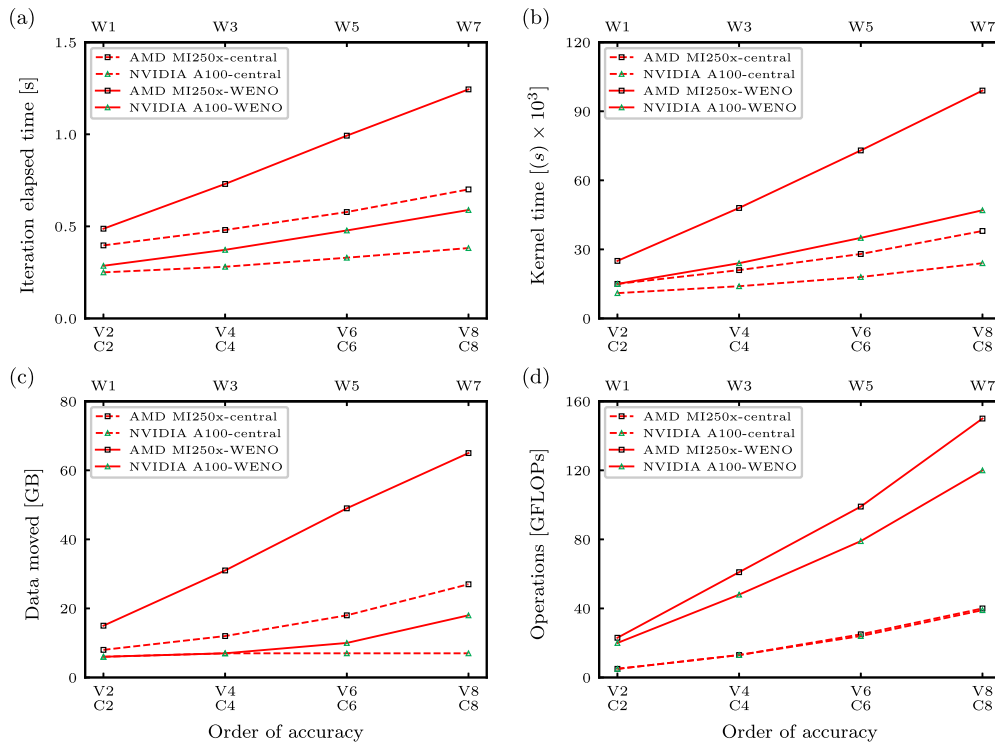 (a)
W1 W3 W5 W7
1.5
1.0
0.5
0.0
Iteration elapsed time [s]
AMD MI250x-central
NVIDIA A100-central
AMD MI250x-WENO
NVIDIA A100-WENO
V2 V4 V6 V8
C2 C4 C6 C8
(b)
W1 W3 W5 W7
120
90
60
30
0
Kernel time [(s) × 10³]
AMD MI250x-central
NVIDIA A100-central
AMD MI250x-WENO
NVIDIA A100-WENO
V2 V4 V6 V8
C2 C4 C6 C8
(c)
W1 W3 W5 W7
80
60
40
20
0
Data moved [GB]
AMD MI250x-central
NVIDIA A100-central
AMD MI250x-WENO
NVIDIA A100-WENO
V2 V4 V6 V8
C2 C4 C6 C8
Order of accuracy
(d)
W1 W3 W5 W7
160
120
80
40
0
Operations [GFLOPs]
AMD MI250x-central
NVIDIA A100-central
AMD MI250x-WENO
NVIDIA A100-WENO
V2 V4 V6 V8
C2 C4 C6 C8
Order of accuracy